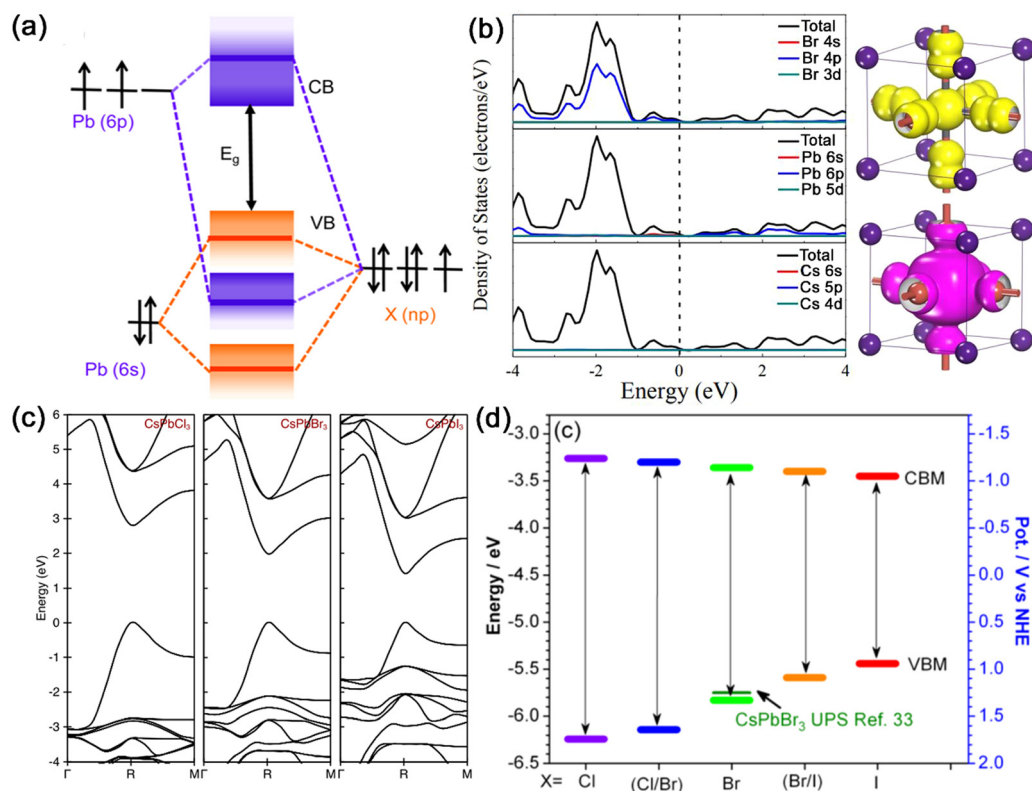 (a)
CB
Pb (6p)
E_g
VB
X (np)
Pb (6s)
(b)
Density of States (electrons/eV)
Total
Br 4s
Br 4p
Br 3d
Total
Pb 6s
Pb 6p
Pb 5d
Total
Cs 6s
Cs 5p
Cs 4d
-4 -2 0 2 4
Energy (eV)
(c)
Energy (eV)
6
5
4
3
2
1
0
-1
-2
-3
-4
CsPbCl₃
CsPbBr₃
CsPbI₃
Γ R M Γ R M Γ R M
(d)
(c)
Energy / eV
-3.0
-3.5
-4.0
-4.5
-5.0
-5.5
-6.0
-6.5
CBM
VBM
CsPbBr₃ UPS Ref. 33
Pot. / V vs NHE
-1.5
-1.0
-0.5
0.0
0.5
1.0
1.5
2.0
X= Cl (Cl/Br) Br (Br/I) I